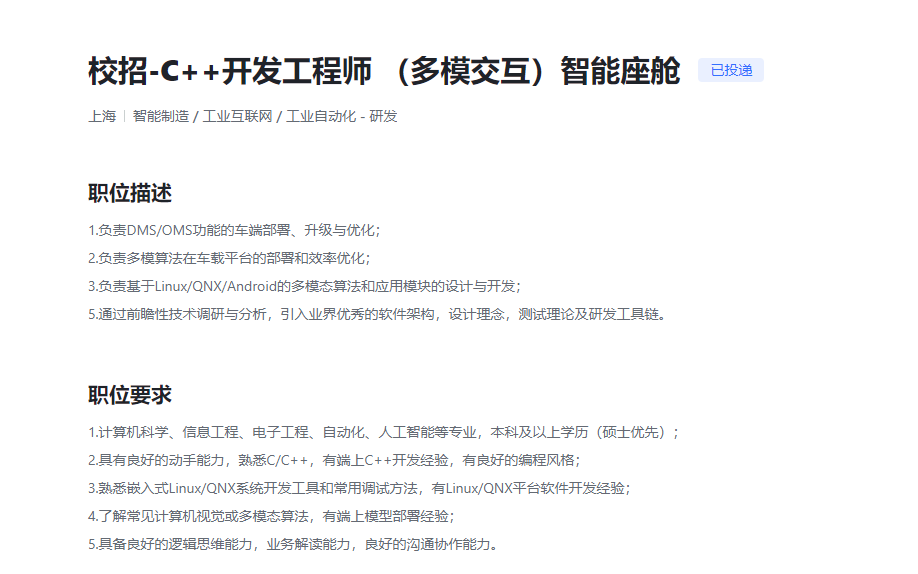 校招-C++开发工程师 （多模交互）智能座舱 已投递
上海 | 智能制造 / 工业互联网 / 工业自动化 - 研发
职位描述
1.负责DMS/OMS功能的车端部署、升级与优化；
2.负责多模算法在车载平台的部署和效率优化；
3.负责基于Linux/QNX/Android的多模态算法和应用模块的设计与开发；
5.通过前瞻性技术调研与分析，引入业界优秀的软件架构，设计理念，测试理论及研发工具链。
职位要求
1.计算机科学、信息工程、电子工程、自动化、人工智能等专业，本科及以上学历（硕士优先）；
2.具有良好的动手能力，熟悉C/C++，有端上C++开发经验，有良好的编程风格；
3.熟悉嵌入式Linux/QNX系统开发工具和常用调试方法，有Linux/QNX平台软件开发经验；
4.了解常见计算机视觉或多模态算法，有端上模型部署经验；
5.具备良好的逻辑思维能力，业务解读能力，良好的沟通协作能力。